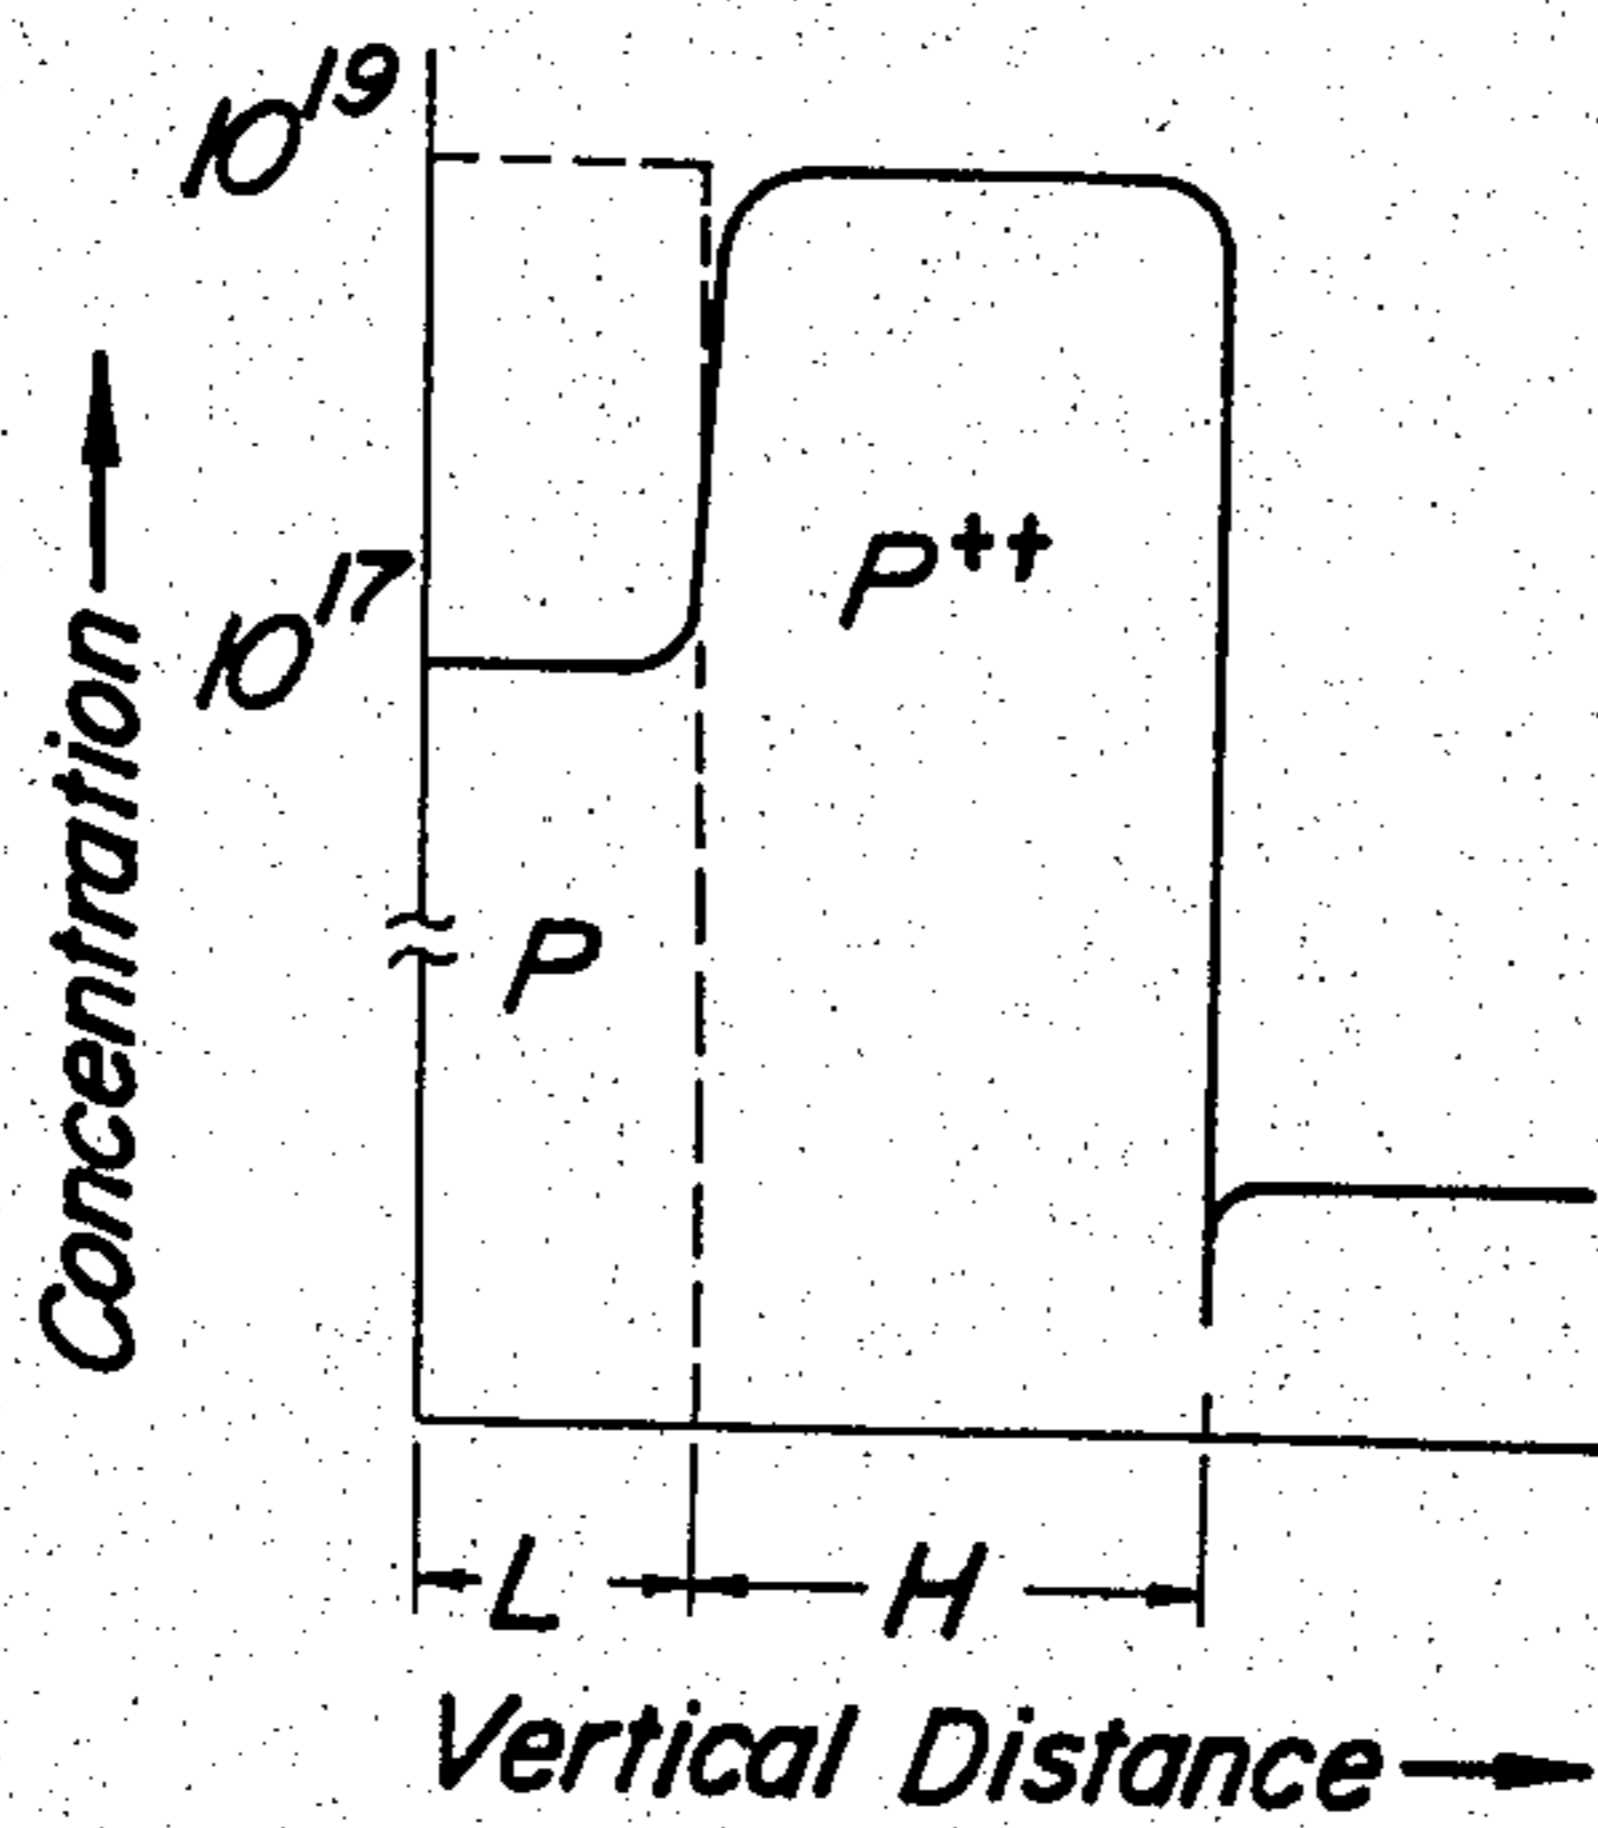 10^19
10^17
P++
P
Concentration
L
H
Vertical Distance